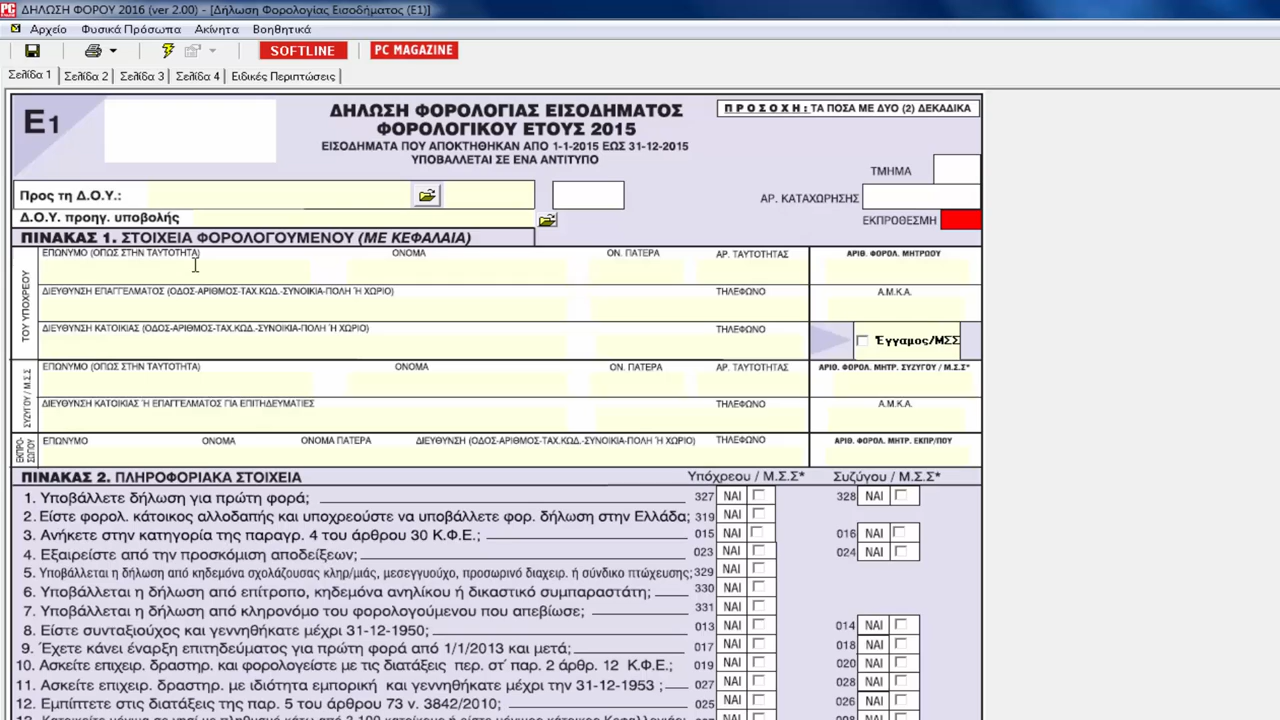 ΔΗΛΩΣΗ ΦΟΡΟΥ 2016 (ver 2.00) - [Δήλωση Φορολογίας Εισοδήματος (Ε1)]
Αρχείο Φυσικά Πρόσωπα Ακίνητα Βοηθητικά
SOFTLINE PC MAGAZINE
Σελίδα 1 Σελίδα 2 Σελίδα 3 Σελίδα 4 Ειδικές Περιπτώσεις
Ε1
ΔΗΛΩΣΗ ΦΟΡΟΛΟΓΙΑΣ ΕΙΣΟΔΗΜΑΤΟΣ
ΦΟΡΟΛΟΓΙΚΟΥ ΕΤΟΥΣ 2015
ΕΙΣΟΔΗΜΑΤΑ ΠΟΥ ΑΠΟΚΤΗΘΗΚΑΝ ΑΠΟ 1-1-2015 ΕΩΣ 31-12-2015
ΥΠΟΒΑΛΛΕΤΑΙ ΣΕ ΕΝΑ ΑΝΤΙΤΥΠΟ
ΠΡΟΣΟΧΗ: ΤΑ ΠΟΣΑ ΜΕ ΔΥΟ (2) ΔΕΚΑΔΙΚΑ
ΤΜΗΜΑ
Προς τη Δ.Ο.Υ.:
ΑΡ. ΚΑΤΑΧΩΡΗΣΗΣ
Δ.Ο.Υ. προηγ. υποβολής
ΕΚΠΡΟΘΕΣΜΗ
ΠΙΝΑΚΑΣ 1. ΣΤΟΙΧΕΙΑ ΦΟΡΟΛΟΓΟΥΜΕΝΟΥ (ΜΕ ΚΕΦΑΛΑΙΑ)
ΤΟΥ ΥΠΟΧΡΕΟΥ
ΕΠΩΝΥΜΟ (ΟΠΩΣ ΣΤΗΝ ΤΑΥΤΟΤΗΤΑ) ΟΝΟΜΑ ΟΝ. ΠΑΤΕΡΑ ΑΡ. ΤΑΥΤΟΤΗΤΑΣ ΑΡΙΘ. ΦΟΡΟΛ. ΜΗΤΡΩΟΥ
ΔΙΕΥΘΥΝΣΗ ΕΠΑΓΓΕΛΜΑΤΟΣ (ΟΔΟΣ-ΑΡΙΘΜΟΣ-ΤΑΧ.ΚΩΔ.-ΣΥΝΟΙΚΙΑ-ΠΟΛΗ Ή ΧΩΡΙΟ) ΤΗΛΕΦΩΝΟ Α.Μ.Κ.Α.
ΔΙΕΥΘΥΝΣΗ ΚΑΤΟΙΚΙΑΣ (ΟΔΟΣ-ΑΡΙΘΜΟΣ-ΤΑΧ.ΚΩΔ.-ΣΥΝΟΙΚΙΑ-ΠΟΛΗ Ή ΧΩΡΙΟ) ΤΗΛΕΦΩΝΟ
Έγγαμος/ΜΣΣ
ΣΥΖΥΓΟΥ / Μ.Σ.Σ
ΕΠΩΝΥΜΟ (ΟΠΩΣ ΣΤΗΝ ΤΑΥΤΟΤΗΤΑ) ΟΝΟΜΑ ΟΝ. ΠΑΤΕΡΑ ΑΡ. ΤΑΥΤΟΤΗΤΑΣ ΑΡΙΘ. ΦΟΡΟΛ. ΜΗΤΡ. ΣΥΖΥΓΟΥ / Μ.Σ.Σ*
ΔΙΕΥΘΥΝΣΗ ΚΑΤΟΙΚΙΑΣ Ή ΕΠΑΓΓΕΛΜΑΤΟΣ ΓΙΑ ΕΠΙΤΗΔΕΥΜΑΤΙΕΣ ΤΗΛΕΦΩΝΟ Α.Μ.Κ.Α.
ΕΚΠΡΟ-
ΣΩΠΟΥ
ΕΠΩΝΥΜΟ ΟΝΟΜΑ ΟΝΟΜΑ ΠΑΤΕΡΑ ΔΙΕΥΘΥΝΣΗ (ΟΔΟΣ-ΑΡΙΘΜΟΣ-ΤΑΧ.ΚΩΔ.-ΣΥΝΟΙΚΙΑ-ΠΟΛΗ Ή ΧΩΡΙΟ) ΤΗΛΕΦΩΝΟ ΑΡΙΘ. ΦΟΡΟΛ. ΜΗΤΡ. ΕΚΠΡ/ΠΟΥ
ΠΙΝΑΚΑΣ 2. ΠΛΗΡΟΦΟΡΙΑΚΑ ΣΤΟΙΧΕΙΑ Υπόχρεου / Μ.Σ.Σ* Συζύγου / Μ.Σ.Σ*
1. Υποβάλλετε δήλωση για πρώτη φορά; 327 ΝΑΙ 328 ΝΑΙ
2. Είστε φορολ. κάτοικος αλλοδαπής και υποχρεούστε να υποβάλλετε φορ. δήλωση στην Ελλάδα; 319 ΝΑΙ
3. Ανήκετε στην κατηγορία της παραγρ. 4 του άρθρου 30 Κ.Φ.Ε.; 015 ΝΑΙ 016 ΝΑΙ
4. Εξαιρείστε από την προσκόμιση αποδείξεων; 023 ΝΑΙ 024 ΝΑΙ
5. Υποβάλλεται η δήλωση από κηδεμόνα σχολάζουσας κληρ/μιάς, μεσεγγυούχο, προσωρινό διαχειρ. ή σύνδικο πτώχευσης; 329 ΝΑΙ
6. Υποβάλλεται η δήλωση από επίτροπο, κηδεμόνα ανηλίκου ή δικαστικό συμπαραστάτη; 330 ΝΑΙ
7. Υποβάλλεται η δήλωση από κληρονόμο του φορολογούμενου που απεβίωσε; 331 ΝΑΙ
8. Είστε συνταξιούχος και γεννηθήκατε μέχρι 31-12-1950; 013 ΝΑΙ 014 ΝΑΙ
9. Έχετε κάνει έναρξη επιτηδεύματος για πρώτη φορά από 1/1/2013 και μετά; 017 ΝΑΙ 018 ΝΑΙ
10. Ασκείτε επιχειρ. δραστηρ. και φορολογείστε με τις διατάξεις περ. στ' παρ. 2 άρθρ. 12 Κ.Φ.Ε.; 019 ΝΑΙ 020 ΝΑΙ
11. Ασκείτε επιχειρ. δραστηρ. με ιδιότητα εμπορική και γεννηθήκατε μέχρι την 31-12-1953 ; 027 ΝΑΙ 028 ΝΑΙ
12. Εμπίπτετε στις διατάξεις της παρ. 5 του άρθρου 73 ν. 3842/2010; 025 ΝΑΙ 026 ΝΑΙ